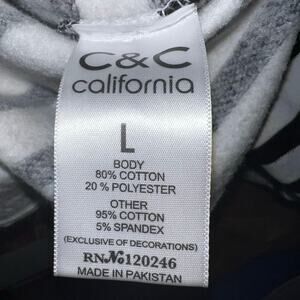 C&C
california
L
BODY
80% COTTON
20% POLYESTER
OTHER
95% COTTON
5% SPANDEX
(EXCLUSIVE OF DECORATIONS)
RN№120246
MADE IN PAKISTAN